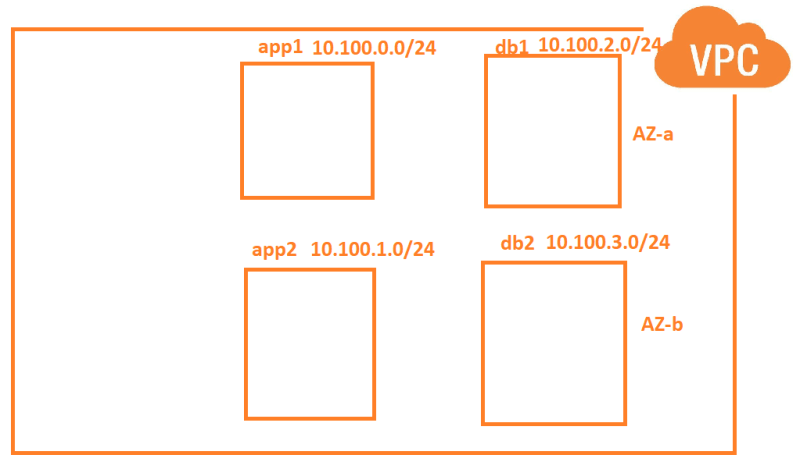 app1 10.100.0.0/24
db1 10.100.2.0/24
VPC
AZ-a
app2 10.100.1.0/24
db2 10.100.3.0/24
AZ-b